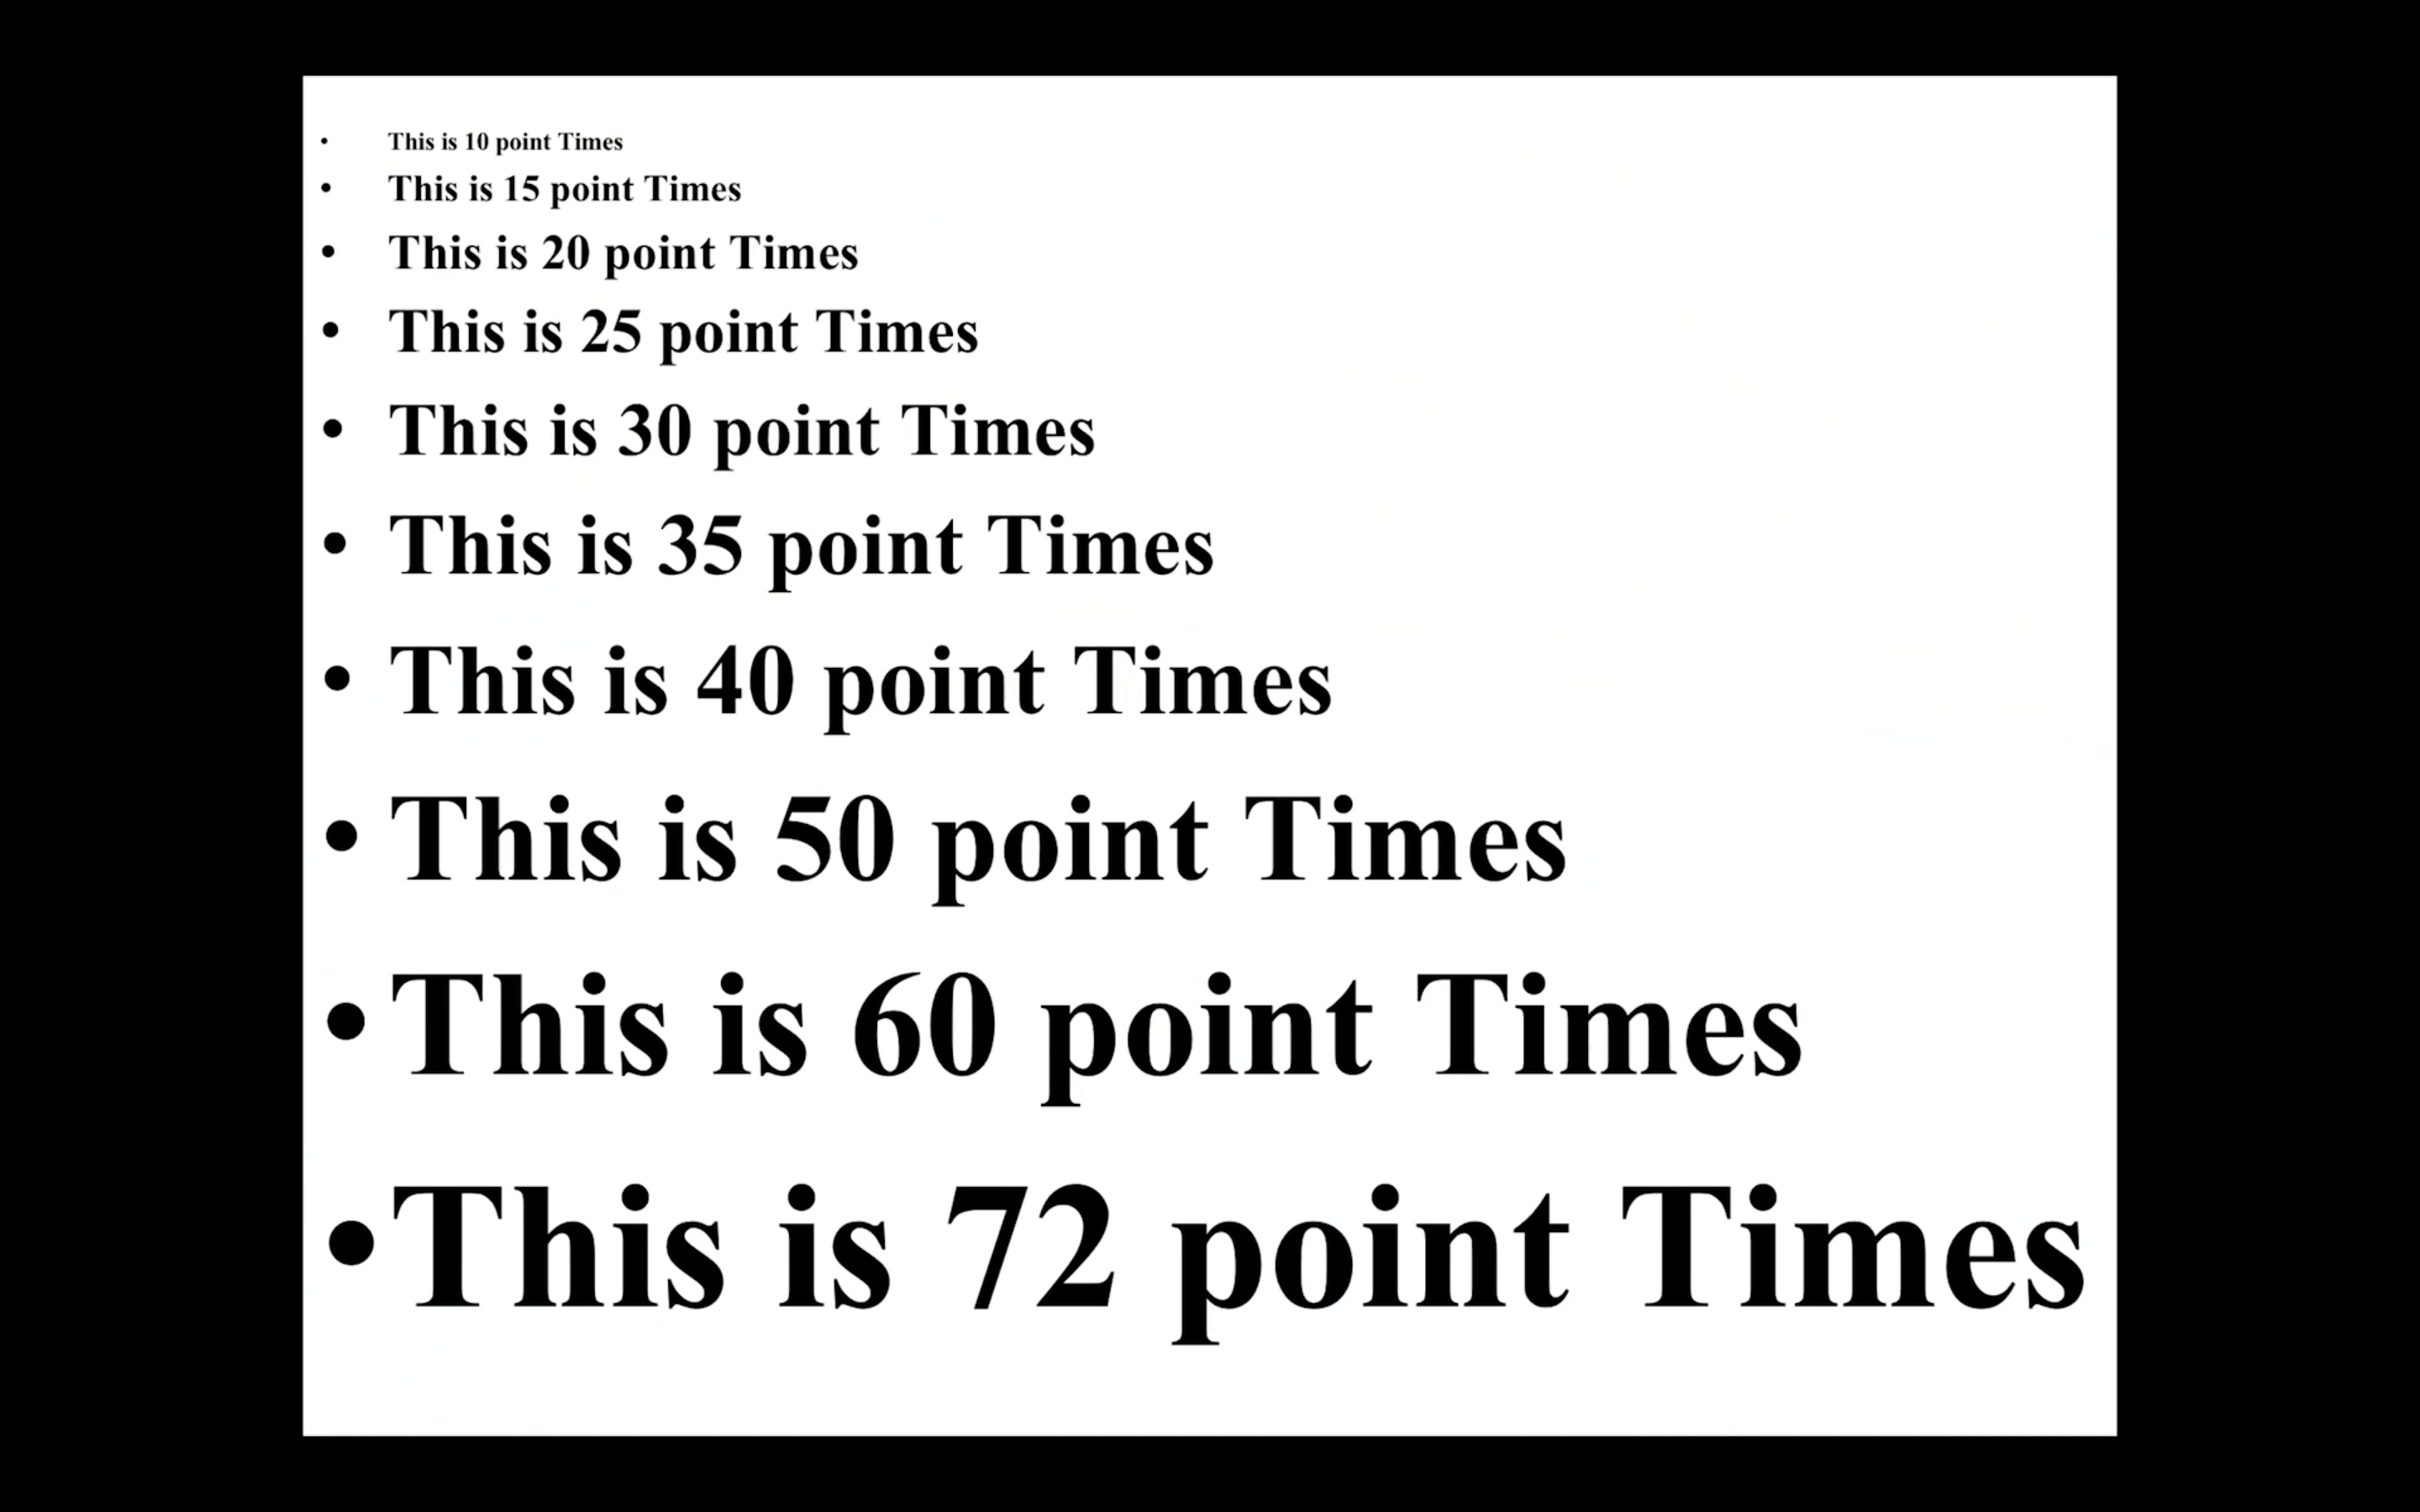 • This is 10 point Times
• This is 15 point Times
• This is 20 point Times
• This is 25 point Times
• This is 30 point Times
• This is 35 point Times
• This is 40 point Times
• This is 50 point Times
• This is 60 point Times
• This is 72 point Times